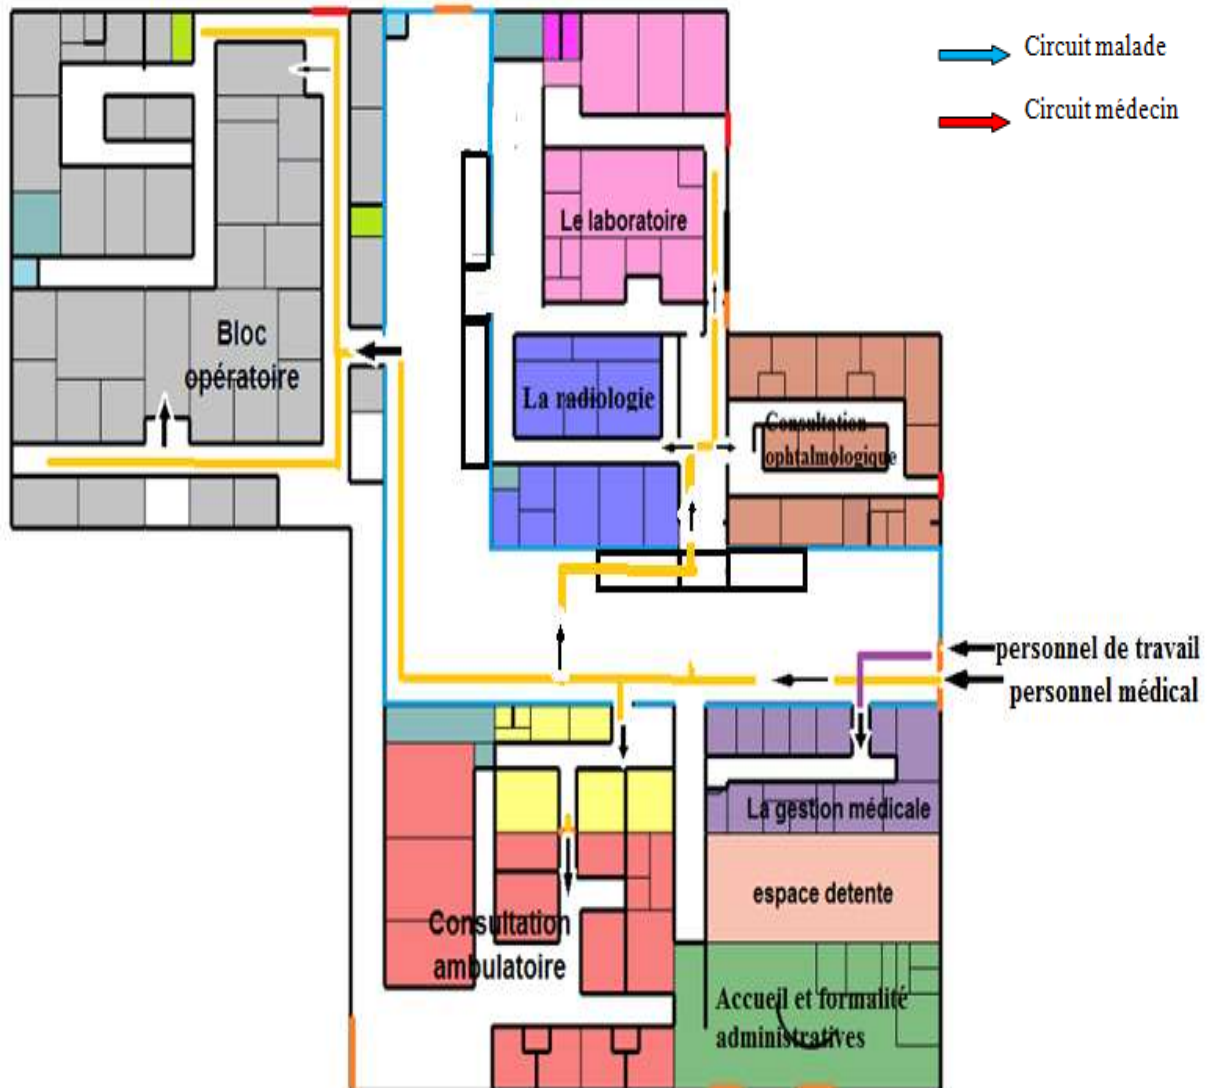 Circuit malade
Circuit médecin
Le laboratoire
Bloc
opératoire
La radiologie
Consultation
ophtalmologique
personnel de travail
personnel médical
La gestion médicale
espace detente
Consultation
ambulatoire
Accueil et formalité
administratives